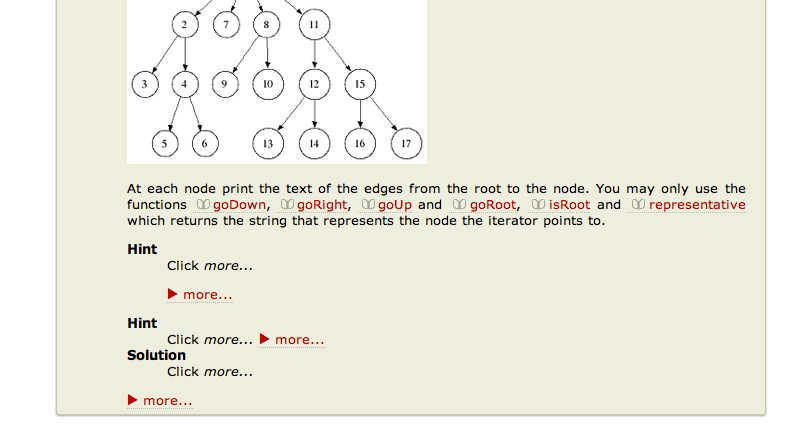 2 7 8 11
3 4 9 10 12 15
5 6 13 14 16 17
At each node print the text of the edges from the root to the node. You may only use the
functions goDown, goRight, goUp and goRoot, isRoot and representative
which returns the string that represents the node the iterator points to.
Hint
Click more...
more...
Hint
Click more... more...
Solution
Click more...
more...